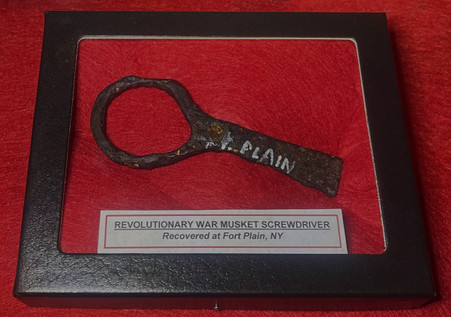 PLAIN
REVOLUTIONARY WAR MUSKET SCREWDRIVER
Recovered at Fort Plain, NY